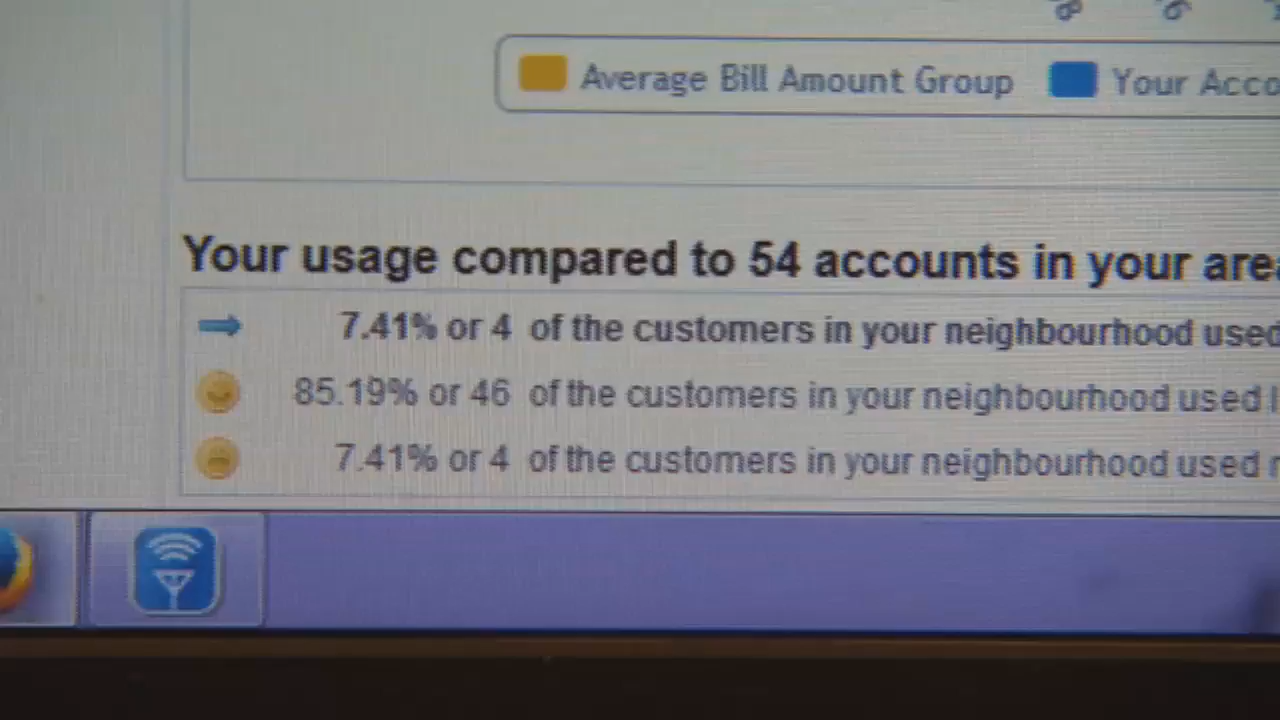 Average Bill Amount Group Your Acco
Your usage compared to 54 accounts in your area
7.41% or 4 of the customers in your neighbourhood used
85.19% or 46 of the customers in your neighbourhood used l
7.41% or 4 of the customers in your neighbourhood used